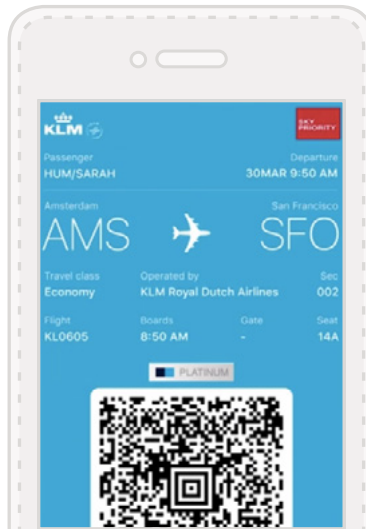 KLM
SKY
PRIORITY
Passenger
Departure
HUM/SARAH
30MAR 9:50 AM
Amsterdam
San Francisco
AMS
SFO
Travel class
Operated by
Sec
Economy
KLM Royal Dutch Airlines
002
Flight
Boards
Gate
Seat
KL0605
8:50 AM
-
14A
PLATINUM